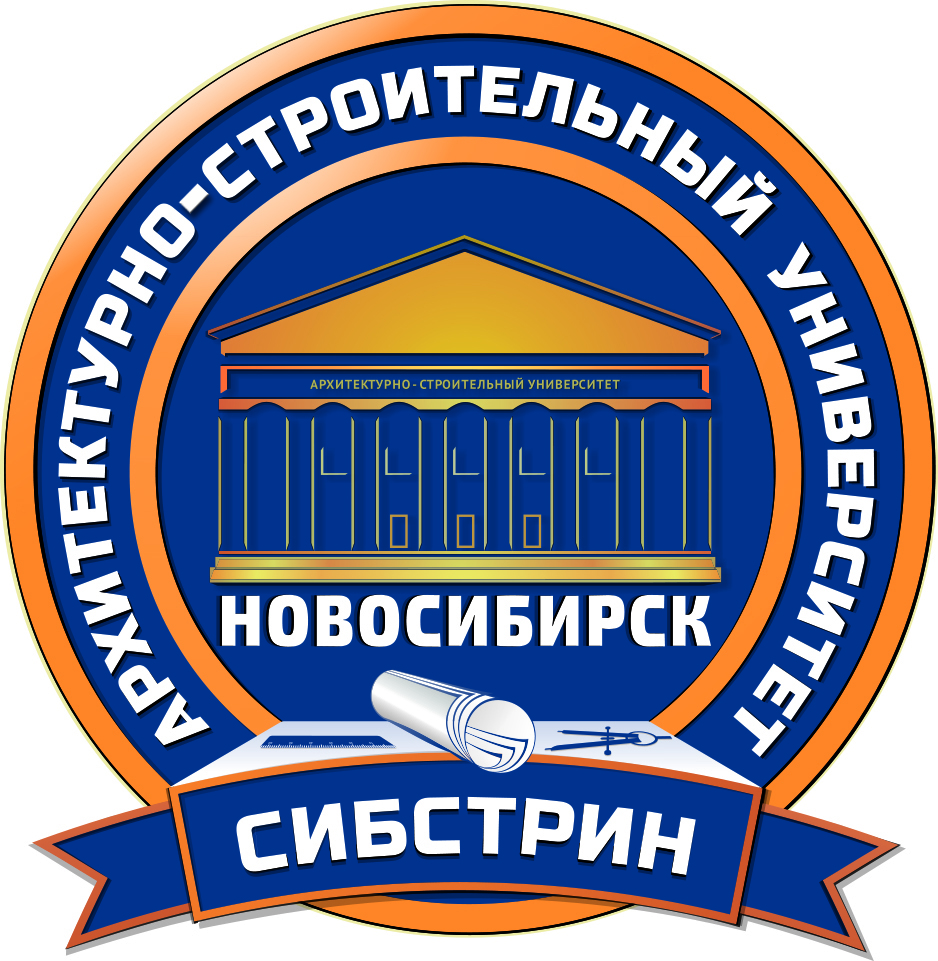 АРХИТЕКТУРНО-СТРОИТЕЛЬНЫЙ УНИВЕРСИТЕТ
АРХИТЕКТУРНО - СТРОИТЕЛЬНЫЙ УНИВЕРСИТЕТ
НОВОСИБИРСК
СИБСТРИН